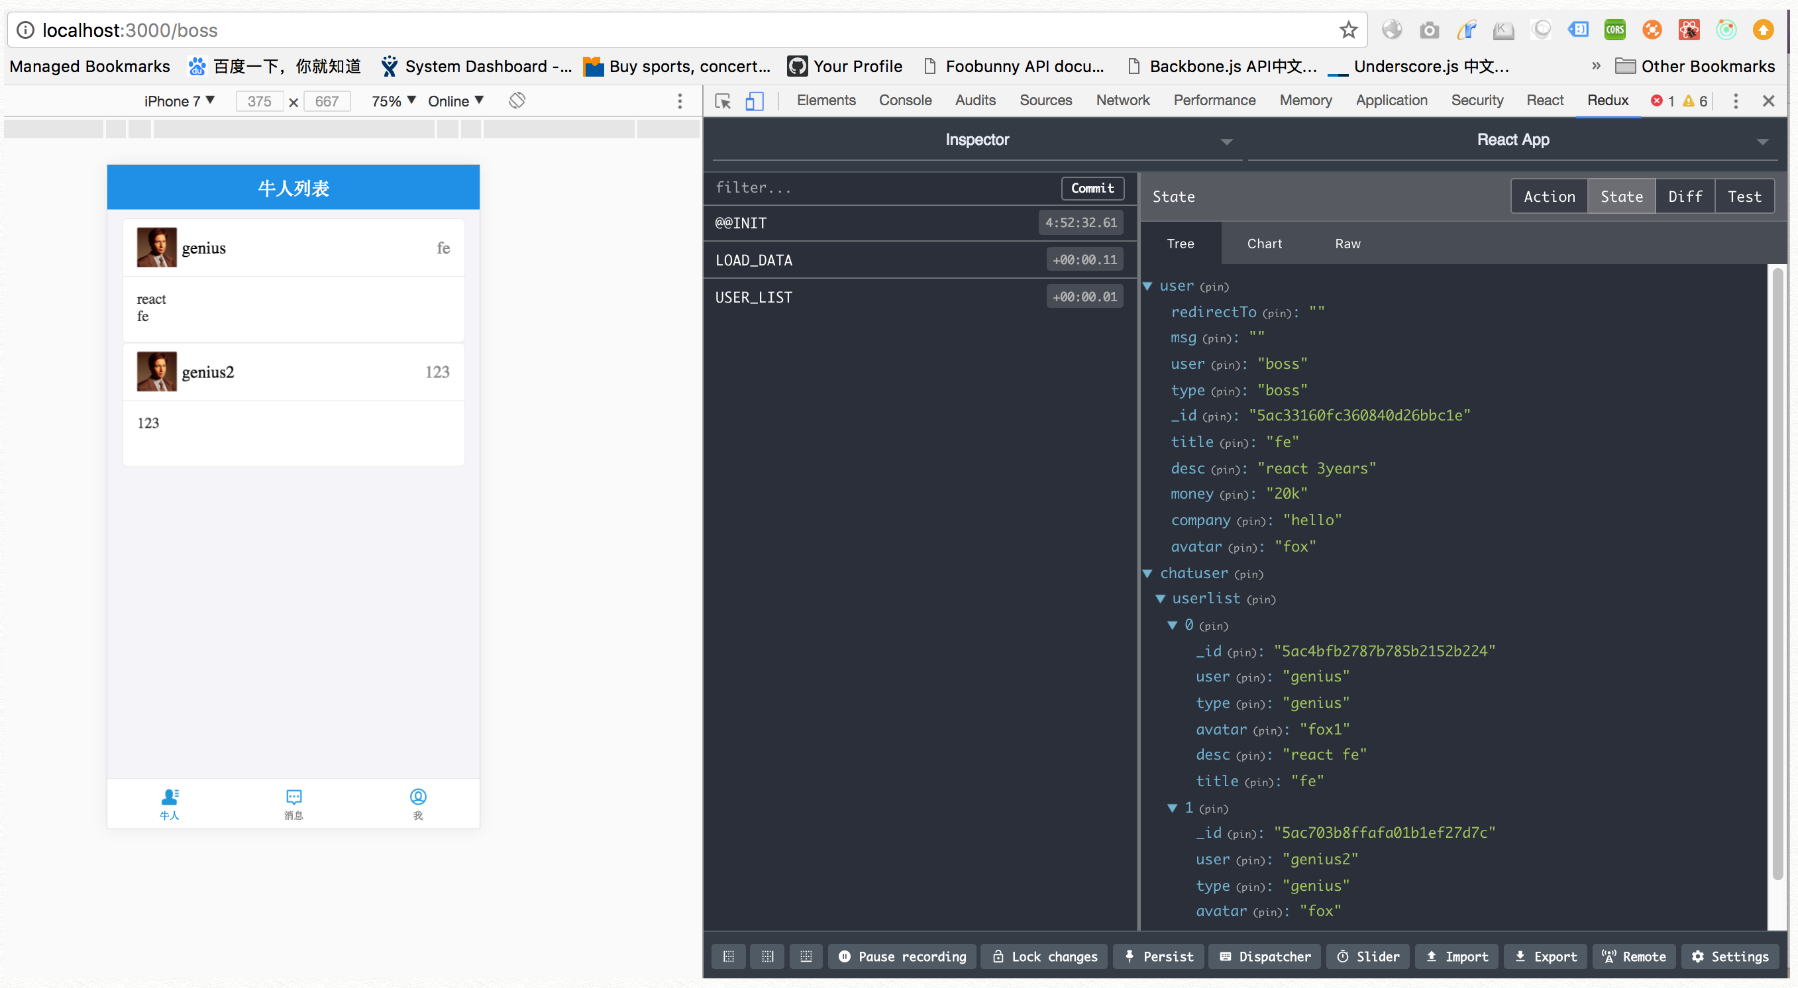 localhost:3000/boss
Managed Bookmarks 百度一下，你就知道 System Dashboard -... Buy sports, concert... Your Profile Foobunny API docu... Backbone.js API中文... Underscore.js 中文... » Other Bookmarks
iPhone 7 ▼ 375 × 667 75% ▼ Online ▼
Elements Console Audits Sources Network Performance Memory Application Security React Redux 1 6
Inspector React App
牛人列表
genius fe
react
fe
genius2 123
123
牛人 消息 我
filter... Commit
@@INIT 4:52:32.61
LOAD_DATA +00:00.11
USER_LIST +00:00.01
State Action State Diff Test
Tree Chart Raw
user (pin)
redirectTo (pin): ""
msg (pin): ""
user (pin): "boss"
type (pin): "boss"
_id (pin): "5ac33160fc360840d26bbc1e"
title (pin): "fe"
desc (pin): "react 3years"
money (pin): "20k"
company (pin): "hello"
avatar (pin): "fox"
chatuser (pin)
userlist (pin)
0 (pin)
_id (pin): "5ac4bfb2787b785b2152b224"
user (pin): "genius"
type (pin): "genius"
avatar (pin): "fox1"
desc (pin): "react fe"
title (pin): "fe"
1 (pin)
_id (pin): "5ac703b8ffafa01b1ef27d7c"
user (pin): "genius2"
type (pin): "genius"
avatar (pin): "fox"
Pause recording Lock changes Persist Dispatcher Slider Import Export Remote Settings